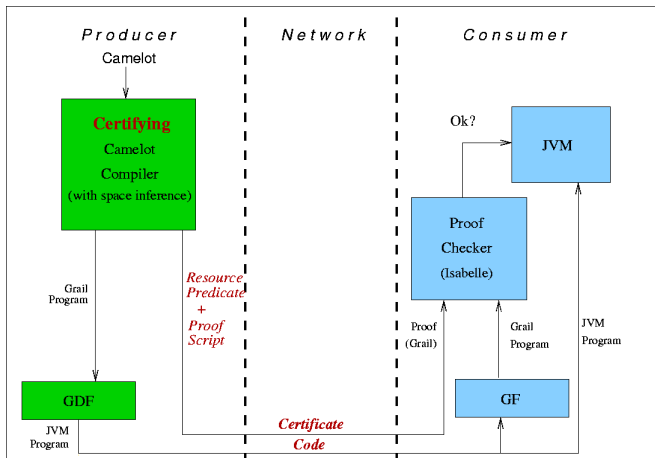 Producer
Network
Consumer
Camelot
Certifying
Camelot
Compiler
(with space inference)
Ok?
JVM
Proof
Checker
(Isabelle)
Resource
Predicate
+
Proof
Script
Grail
Program
Proof
(Grail)
Grail
Program
JVM
Program
GDF
GF
JVM
Program
Certificate
Code